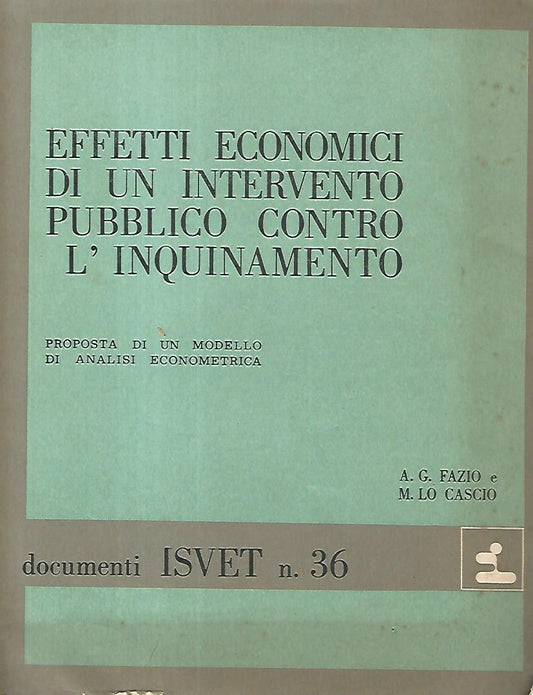 EFFETTI ECONOMICI
DI UN INTERVENTO
PUBBLICO CONTRO
L' INQUINAMENTO
PROPOSTA DI UN MODELLO
DI ANALISI ECONOMETRICA
A. G. FAZIO e
M. LO CASCIO
documenti ISVET n. 36